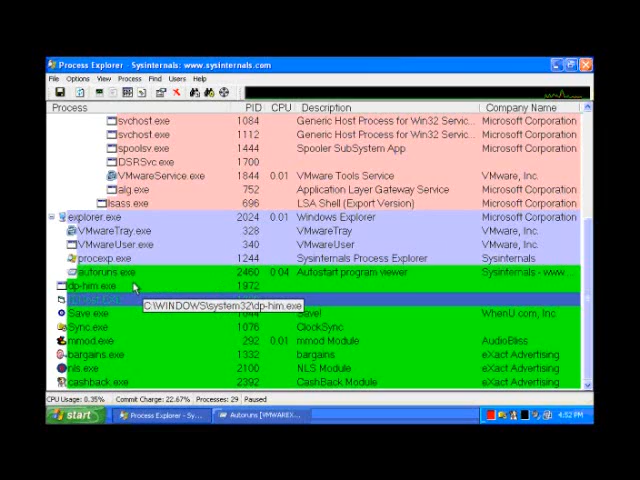 Process Explorer - Sysinternals: www.sysinternals.com
File Options View Process Find Users Help
Process PID CPU Description Company Name
svchost.exe 1084 Generic Host Process for Win32 Servic... Microsoft Corporation
svchost.exe 1112 Generic Host Process for Win32 Servic... Microsoft Corporation
spoolsv.exe 1444 Spooler SubSystem App Microsoft Corporation
DSRSvc.exe 1700
VMwareService.exe 1844 0.01 VMware Tools Service VMware, Inc.
alg.exe 752 Application Layer Gateway Service Microsoft Corporation
lsass.exe 696 LSA Shell (Export Version) Microsoft Corporation
explorer.exe 2024 0.01 Windows Explorer Microsoft Corporation
VMwareTray.exe 328 VMwareTray VMware, Inc.
VMwareUser.exe 340 VMwareUser VMware, Inc.
procexp.exe 1244 Sysinternals Process Explorer Sysinternals
autoruns.exe 2460 0.04 Autostart program viewer Sysinternals - www...
dp-him.exe 1972
C:\WINDOWS\system32\dp-him.exe
Save.exe 0744 Save! WhenU.com, Inc.
Sync.exe 1076 ClockSync
mmod.exe 292 0.01 mmod Module AudioBliss
bargains.exe 1332 bargains eXact Advertising
nls.exe 2100 NLS Module eXact Advertising
cashback.exe 2392 CashBack Module eXact Advertising
CPU Usage: 0.35% Commit Charge: 22.67% Processes: 29 Paused
start Process Explorer - Sy... Autoruns [VMWAREX... 4:52 PM